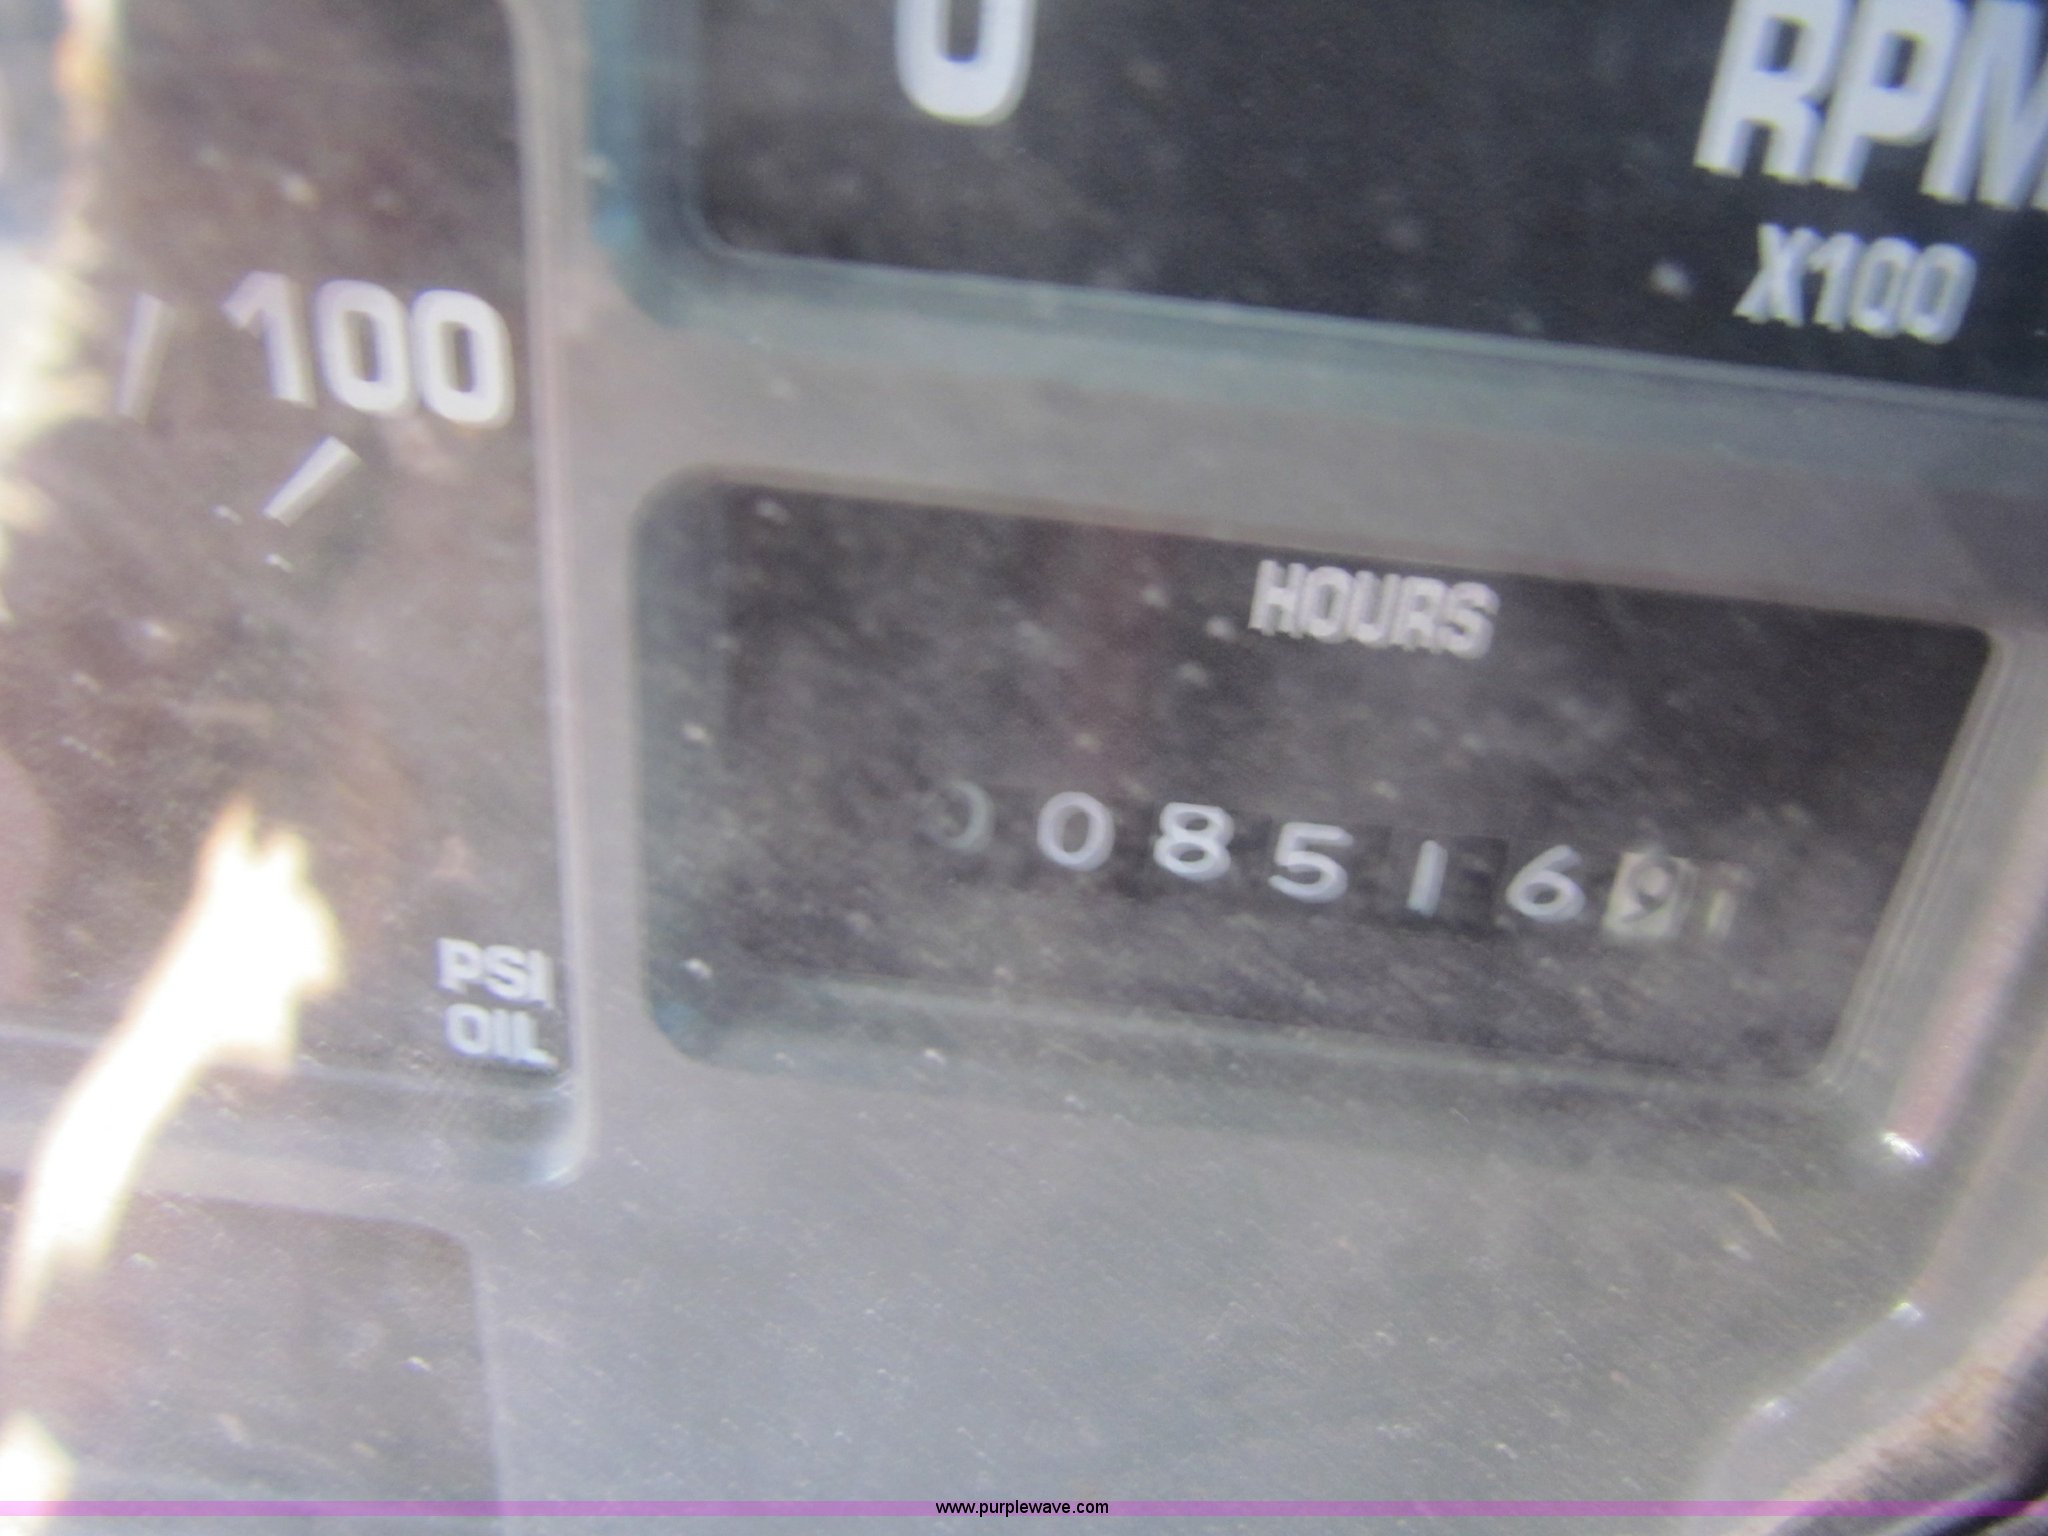 0
RPM
X100
100
HOURS
0085169
PSI
OIL
www.purplewave.com